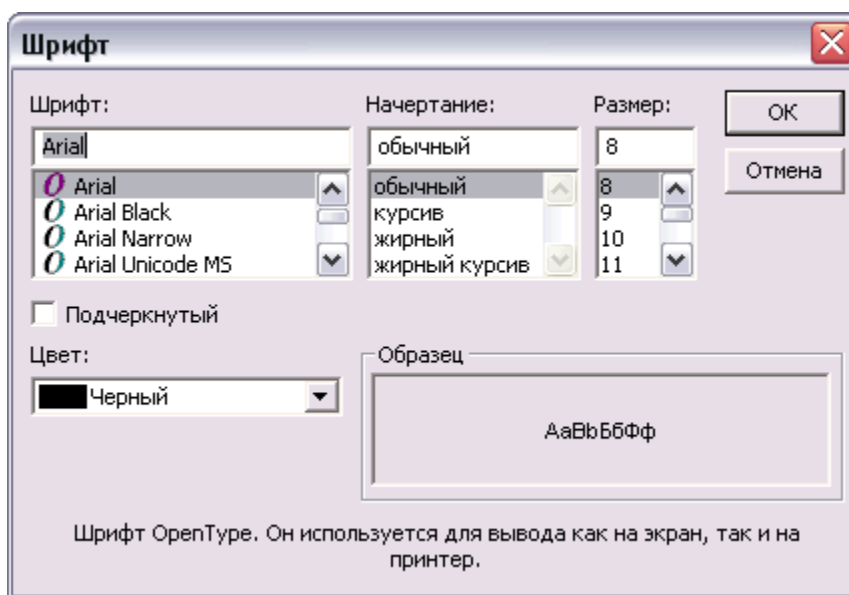 Шрифт
Шрифт:
Начертание:
Размер:
Arial
обычный
8
OK
Отмена
Arial
Arial Black
Arial Narrow
Arial Unicode MS
обычный
курсив
жирный
жирный курсив
8
9
10
11
Подчеркнутый
Цвет:
Черный
Образец
АаBbБбФф
Шрифт OpenType. Он используется для вывода как на экран, так и на
принтер.